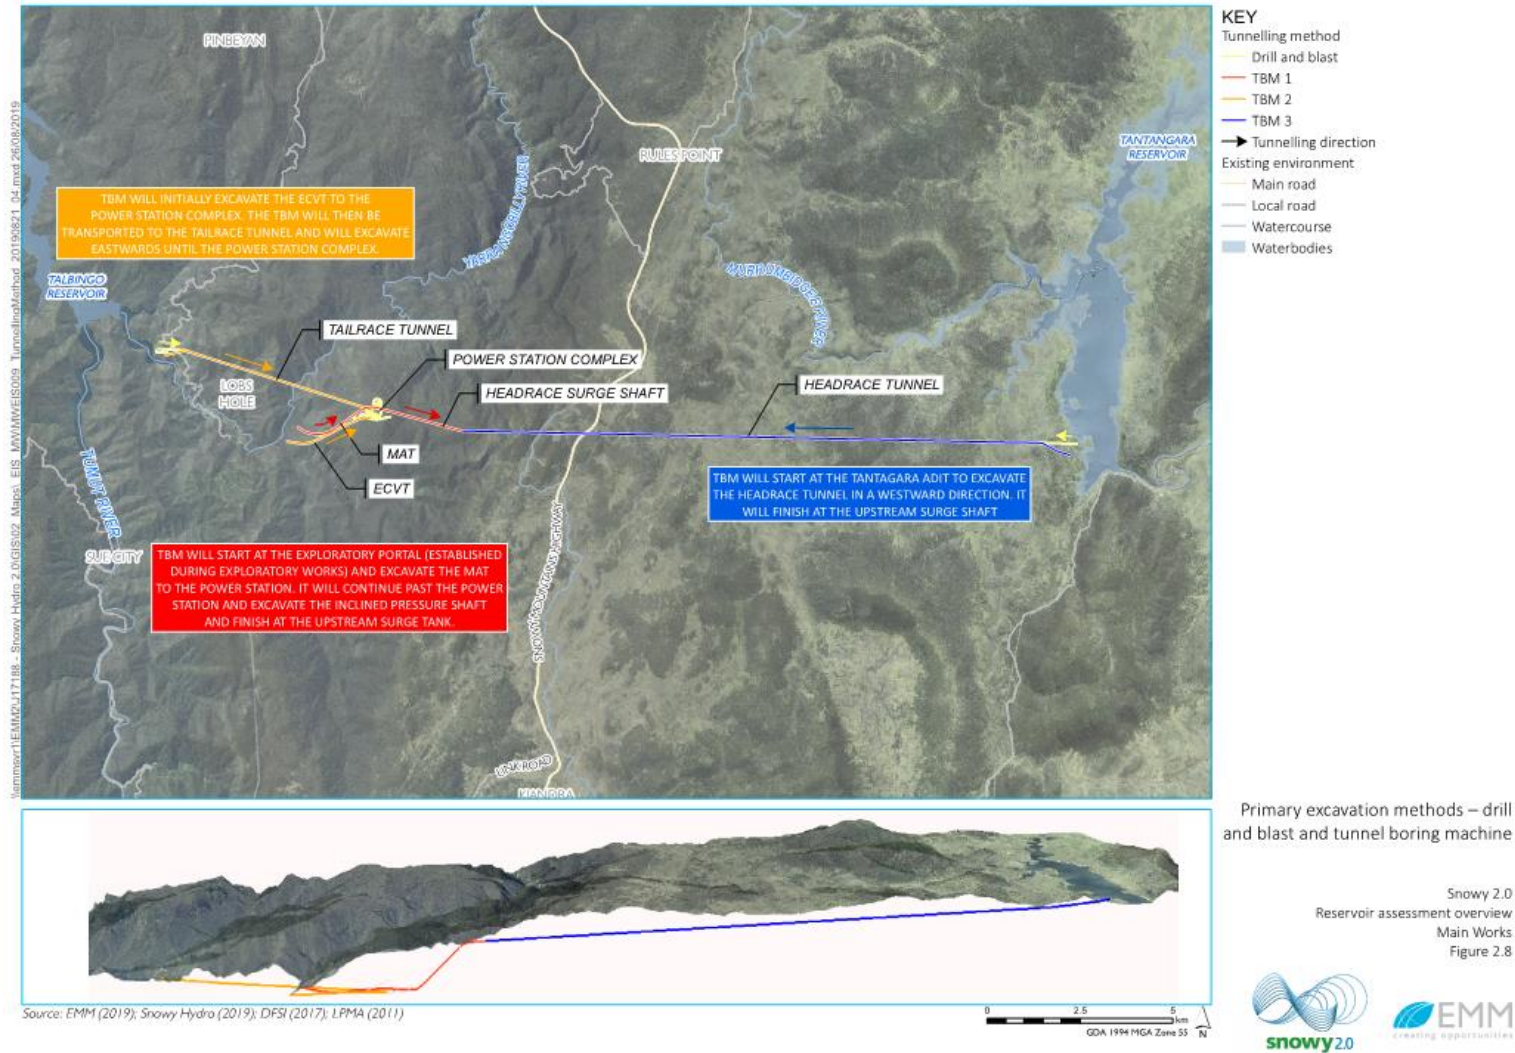 KEY
Tunnelling method
Drill and blast
TBM 1
TBM 2
TBM 3
Tunnelling direction
Existing environment
Main road
Local road
Watercourse
Waterbodies
PINBEYAN
RULES POINT
TANTANGARA
RESERVOIR
YARRANGOBILLY RIVER
MURRUMBIDGEE RIVER
TBM WILL INITIALLY EXCAVATE THE ECVT TO THE
POWER STATION COMPLEX. THE TBM WILL THEN BE
TRANSPORTED TO THE TAILRACE TUNNEL AND WILL EXCAVATE
EASTWARDS UNTIL THE POWER STATION COMPLEX.
TALBINGO
RESERVOIR
TAILRACE TUNNEL
POWER STATION COMPLEX
HEADRACE SURGE SHAFT
HEADRACE TUNNEL
LOBS
HOLE
MAT
ECVT
TUMUT RIVER
SUE CITY
TBM WILL START AT THE TANTAGARA ADIT TO EXCAVATE
THE HEADRACE TUNNEL IN A WESTWARD DIRECTION. IT
WILL FINISH AT THE UPSTREAM SURGE SHAFT
TBM WILL START AT THE EXPLORATORY PORTAL (ESTABLISHED
DURING EXPLORATORY WORKS) AND EXCAVATE THE MAT
TO THE POWER STATION. IT WILL CONTINUE PAST THE POWER
STATION AND EXCAVATE THE INCLINED PRESSURE SHAFT
AND FINISH AT THE UPSTREAM SURGE TANK.
SNOWY MOUNTAINS HIGHWAY
LINK ROAD
KIANDRA
Primary excavation methods – drill
and blast and tunnel boring machine
Snowy 2.0
Reservoir assessment overview
Main Works
Figure 2.8
Source: EMM (2019); Snowy Hydro (2019); DFSI (2017); LPMA (2011)
0 2.5 5
km
GDA 1994 MGA Zone 55 N
snowy2.0
EMM
creating opportunities